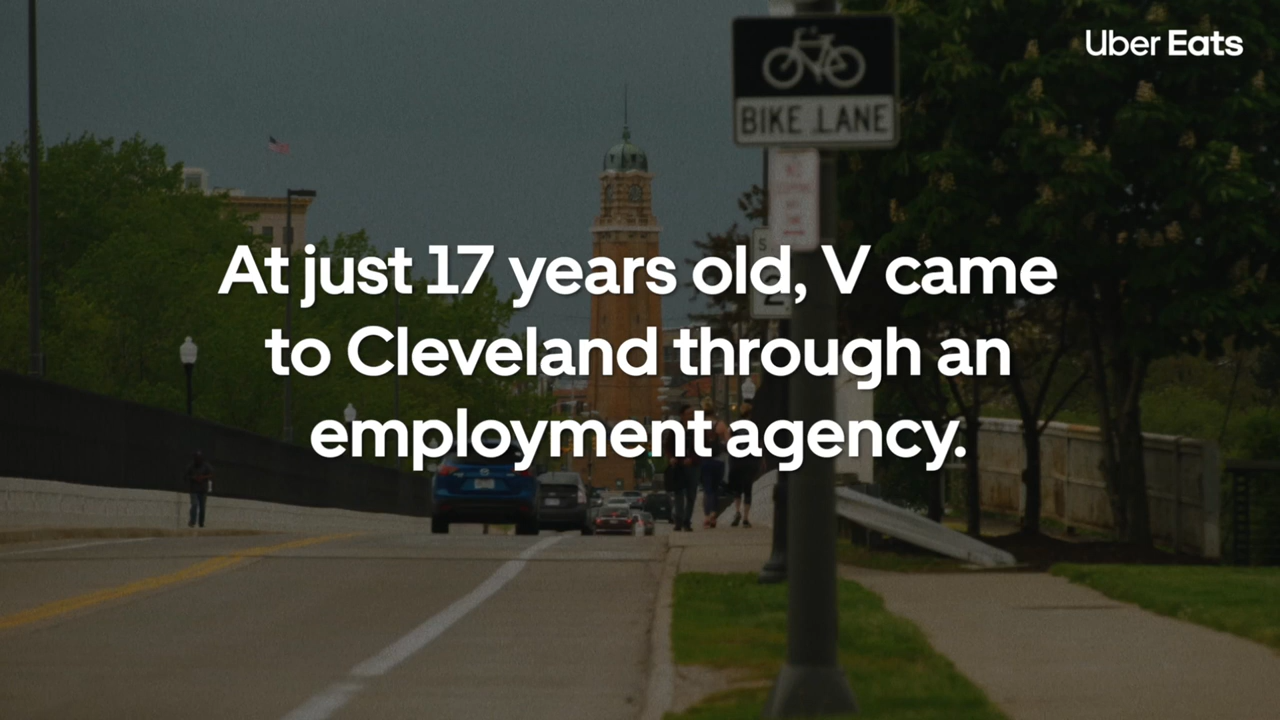 Uber Eats
BIKE LANE
At just 17 years old, V came
to Cleveland through an
employment agency.